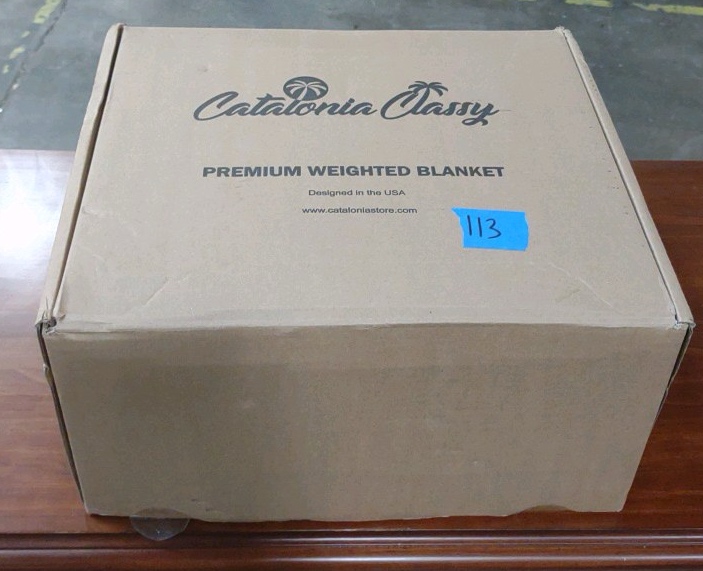 Catalonia Classy
PREMIUM WEIGHTED BLANKET
Designed in the USA
www.cataloniastore.com
113